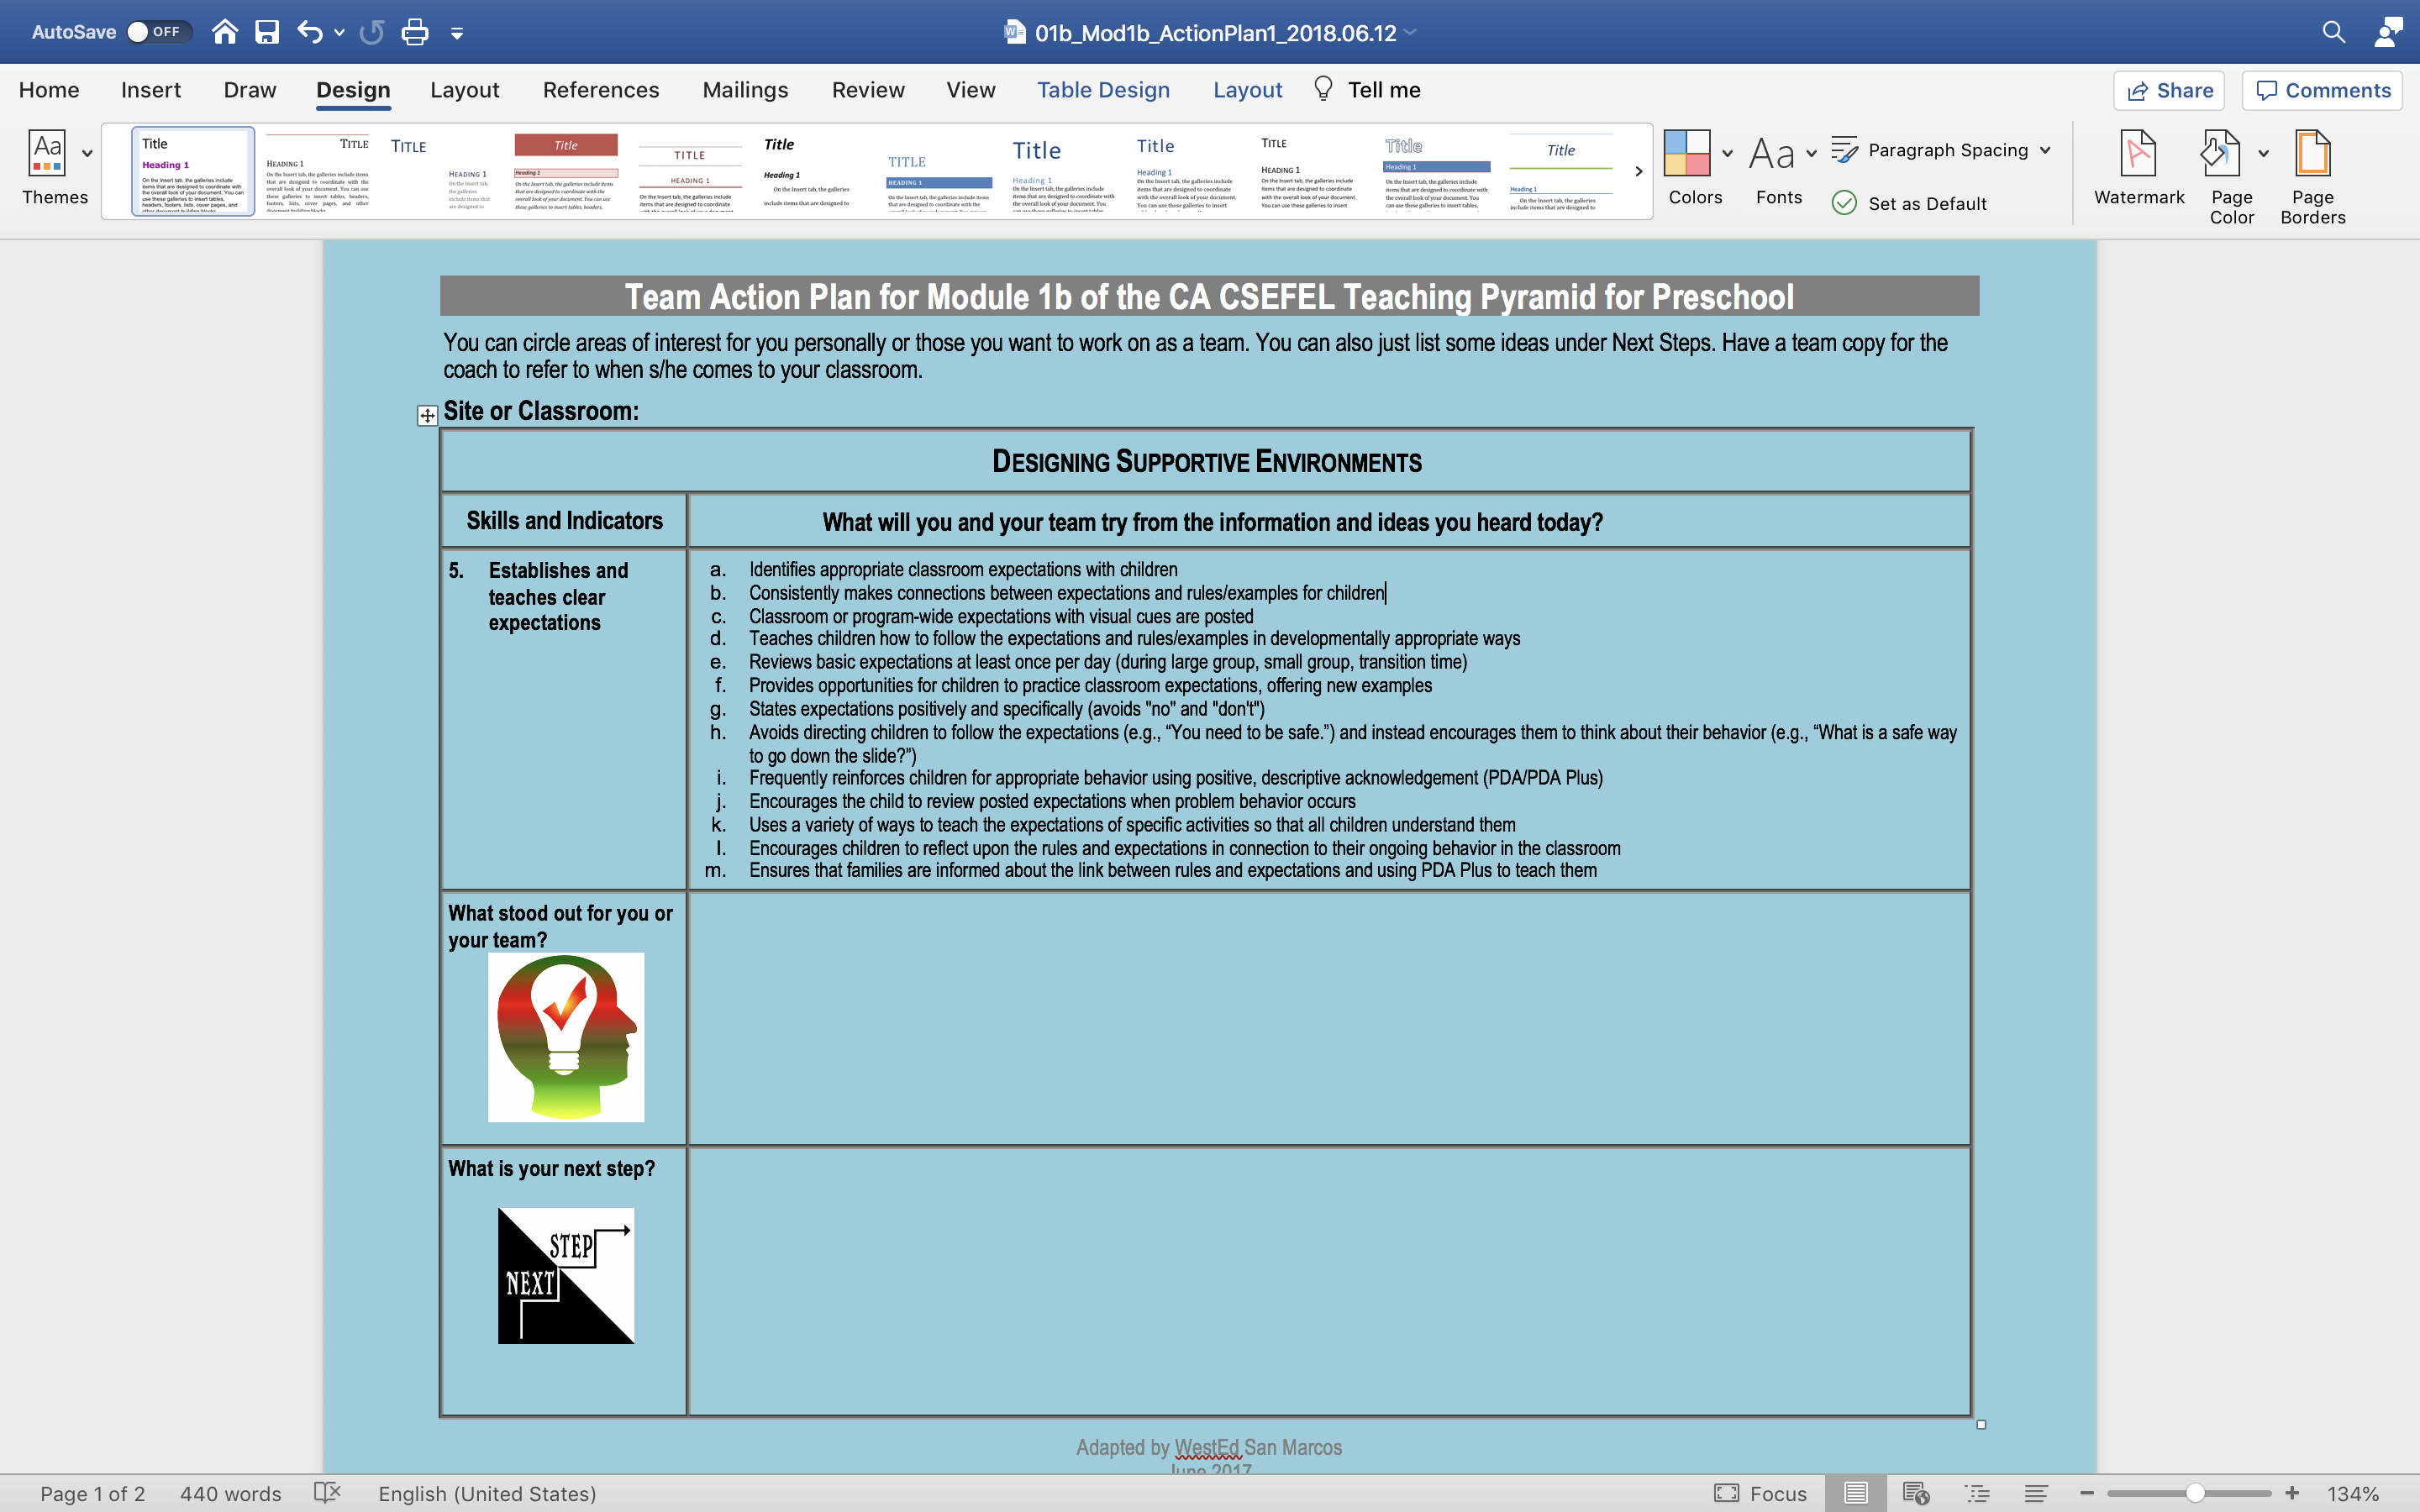 AutoSave OFF
01b_Mod1b_ActionPlan1_2018.06.12
Home Insert Draw Design Layout References Mailings Review View Table Design Layout Tell me
Share Comments
Themes
Colors Fonts Paragraph Spacing
Set as Default
Watermark Page Color Page Borders
Team Action Plan for Module 1b of the CA CSEFEL Teaching Pyramid for Preschool
You can circle areas of interest for you personally or those you want to work on as a team. You can also just list some ideas under Next Steps. Have a team copy for the
coach to refer to when s/he comes to your classroom.
Site or Classroom:
DESIGNING SUPPORTIVE ENVIRONMENTS
Skills and Indicators
What will you and your team try from the information and ideas you heard today?
5. Establishes and
teaches clear
expectations
a. Identifies appropriate classroom expectations with children
b. Consistently makes connections between expectations and rules/examples for children
c. Classroom or program-wide expectations with visual cues are posted
d. Teaches children how to follow the expectations and rules/examples in developmentally appropriate ways
e. Reviews basic expectations at least once per day (during large group, small group, transition time)
f. Provides opportunities for children to practice classroom expectations, offering new examples
g. States expectations positively and specifically (avoids "no" and "don't")
h. Avoids directing children to follow the expectations (e.g., “You need to be safe.”) and instead encourages them to think about their behavior (e.g., “What is a safe way
to go down the slide?”)
i. Frequently reinforces children for appropriate behavior using positive, descriptive acknowledgement (PDA/PDA Plus)
j. Encourages the child to review posted expectations when problem behavior occurs
k. Uses a variety of ways to teach the expectations of specific activities so that all children understand them
l. Encourages children to reflect upon the rules and expectations in connection to their ongoing behavior in the classroom
m. Ensures that families are informed about the link between rules and expectations and using PDA Plus to teach them
What stood out for you or
your team?
What is your next step?
STEP
NEXT
Adapted by WestEd San Marcos
June 2017
Page 1 of 2 440 words English (United States) Focus 134%